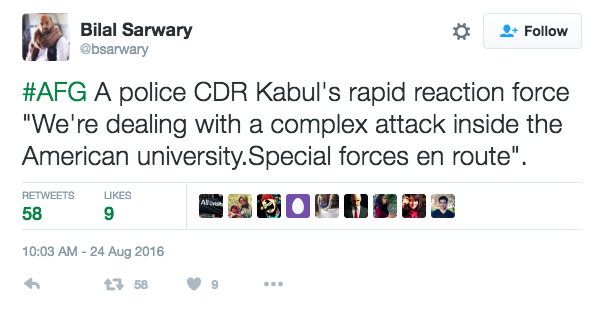 Bilal Sarwary
@bsarwary
Follow
#AFG A police CDR Kabul's rapid reaction force
"We're dealing with a complex attack inside the
American university.Special forces en route".
RETWEETS LIKES
58 9
10:03 AM - 24 Aug 2016
58 9